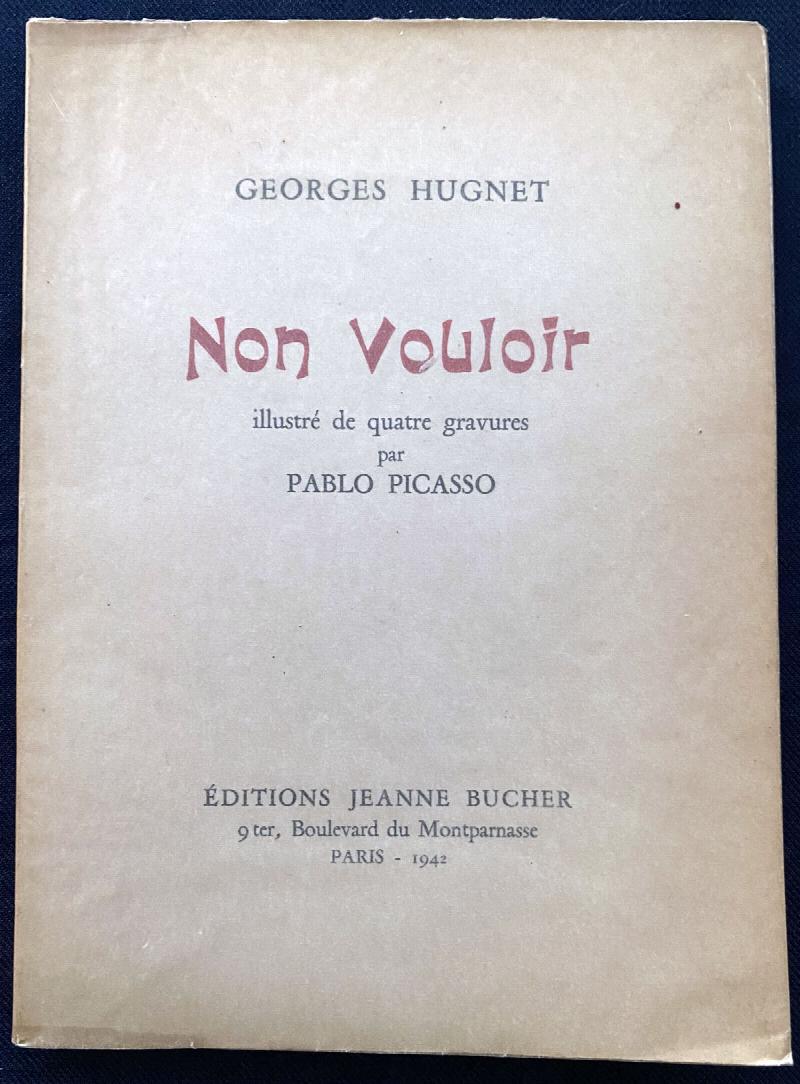 GEORGES HUGNET
Non Vouloir
illustré de quatre gravures
par
PABLO PICASSO
ÉDITIONS JEANNE BUCHER
9 ter, Boulevard du Montparnasse
PARIS - 1942